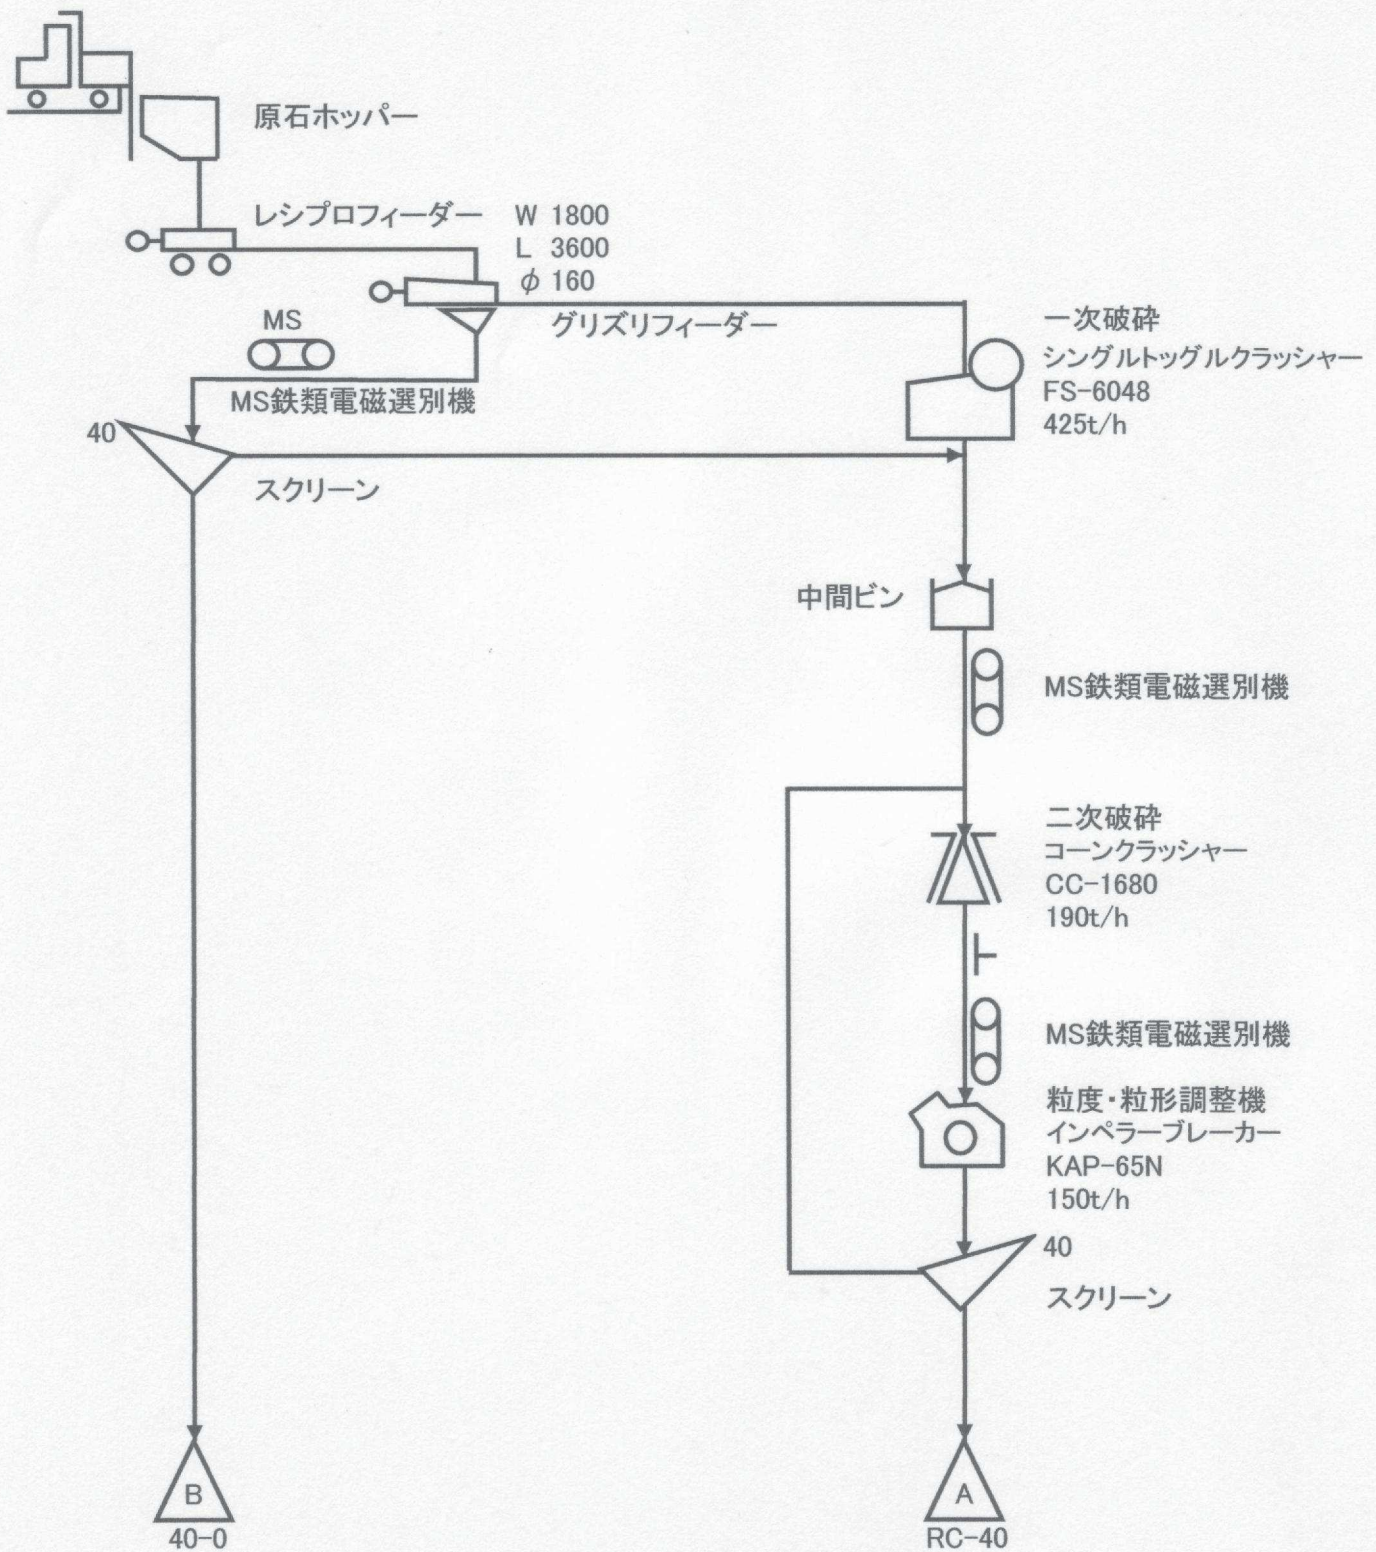 原石ホッパー
レシプロフィーダー
W 1800
L 3600
φ 160
グリズリフィーダー
MS
MS鉄類電磁選別機
40
スクリーン
一次破砕
シングルトッグルクラッシャー
FS-6048
425t/h
中間ビン
MS鉄類電磁選別機
二次破砕
コーンクラッシャー
CC-1680
190t/h
MS鉄類電磁選別機
粒度・粒形調整機
インペラーブレーカー
KAP-65N
150t/h
40
スクリーン
B
40-0
A
RC-40